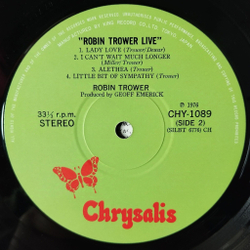 "ROBIN TROWER LIVE"
1. LADY LOVE (Trower/Dewar)
2. I CAN'T WAIT MUCH LONGER
(Miller/Trower)
3. ALETHEA (Trower)
4. LITTLE BIT OF SYMPATHY (Trower)
ROBIN TROWER
Produced by GEOFF EMERICK
33⅓ r.p.m.
STEREO
Ⓟ 1976
CHY-1089
(SIDE 2)
(SILBT 6776) CH
Chrysalis